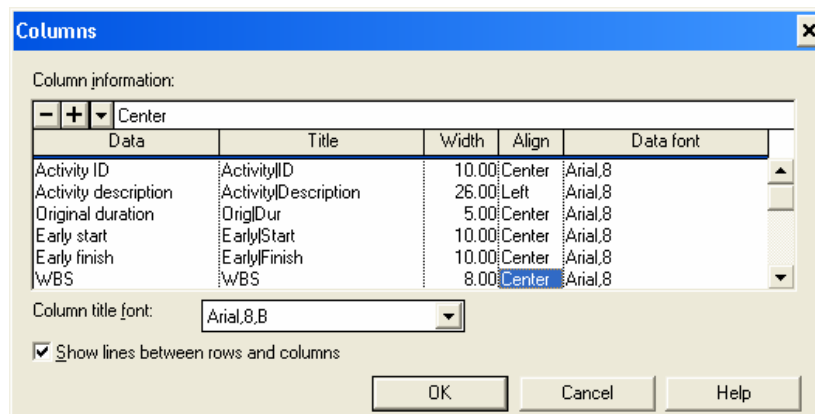 Columns
Column information:
Center
Data Title Width Align Data font
Activity ID Activity|ID 10.00 Center Arial,8
Activity description Activity|Description 26.00 Left Arial,8
Original duration Orig|Dur 5.00 Center Arial,8
Early start Early|Start 10.00 Center Arial,8
Early finish Early|Finish 10.00 Center Arial,8
WBS WBS 8.00 Center Arial,8
Column title font: Arial,8,B
Show lines between rows and columns
OK Cancel Help